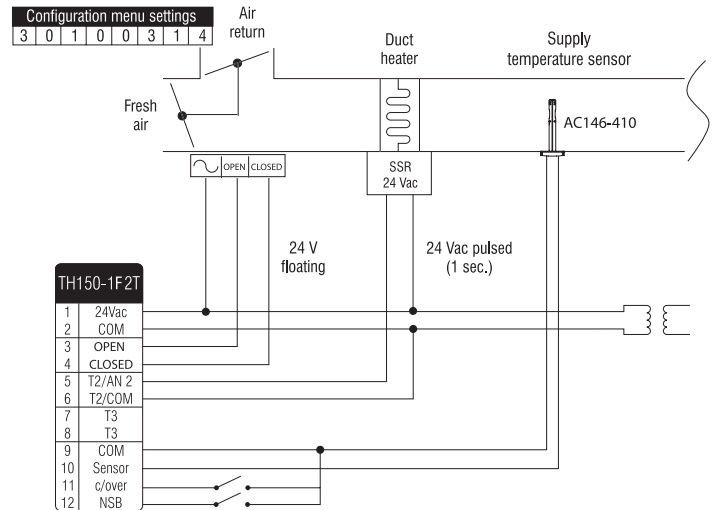 Configuration menu settings
3 0 1 0 0 3 1 4
Air
return
Fresh
air
Duct
heater
Supply
temperature sensor
AC146-410
OPEN CLOSED
SSR
24 Vac
24 V
floating
24 Vac pulsed
(1 sec.)
TH150-1F2T
1 24Vac
2 COM
3 OPEN
4 CLOSED
5 T2/AN 2
6 T2/COM
7 T3
8 T3
9 COM
10 Sensor
11 c/over
12 NSB